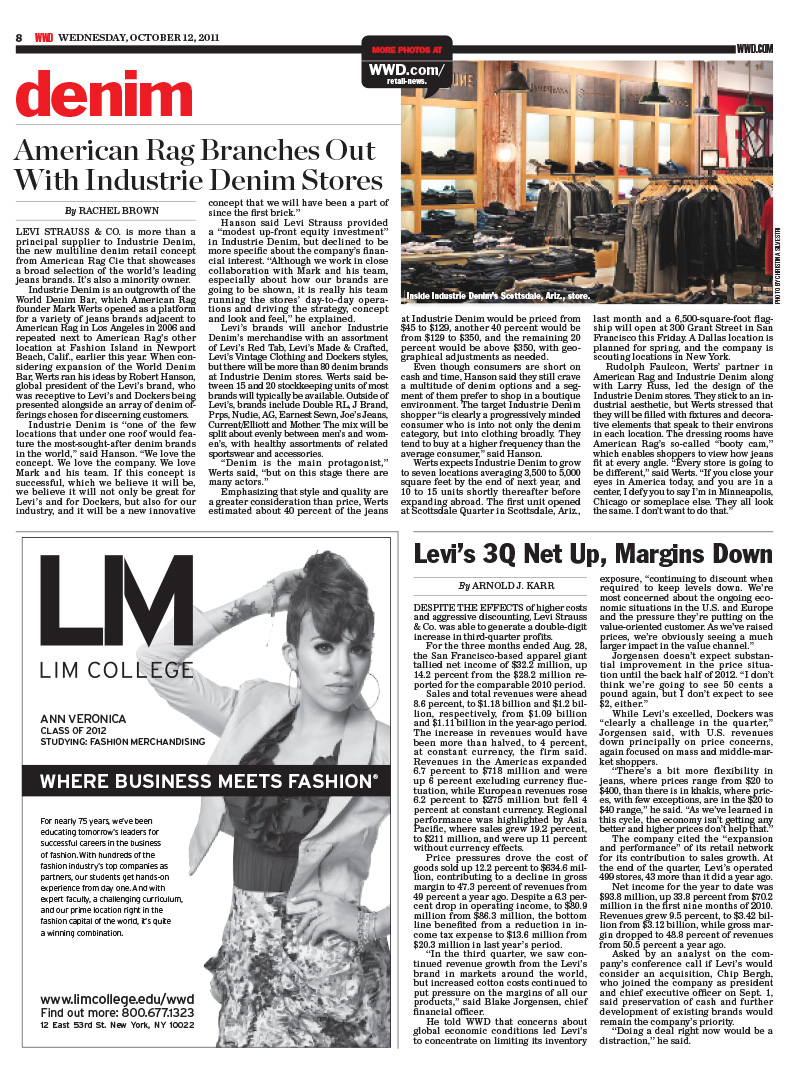 8 WWD WEDNESDAY, OCTOBER 12, 2011
WWD.COM
MORE PHOTOS AT
WWD.com/
retail-news.
denim
American Rag Branches Out
With Industrie Denim Stores
By RACHEL BROWN
LEVI STRAUSS & CO. is more than a
principal supplier to Industrie Denim,
the new multiline denim retail concept
from American Rag Cie that showcases
a broad selection of the world's leading
jeans brands. It's also a minority owner.
Industrie Denim is an outgrowth of the
World Denim Bar, which American Rag
founder Mark Werts opened as a platform
for a variety of jeans brands adjacent to
American Rag in Los Angeles in 2006 and
repeated next to American Rag's other
location at Fashion Island in Newport
Beach, Calif., earlier this year. When con-
sidering expansion of the World Denim
Bar, Werts ran his ideas by Robert Hanson,
global president of the Levi's brand, who
was receptive to Levi's and Dockers being
presented alongside an array of denim of-
ferings chosen for discerning customers.
Industrie Denim is "one of the few
locations that under one roof would fea-
ture the most-sought-after denim brands
in the world," said Hanson. "We love the
concept. We love the company. We love
Mark and his team. If this concept is
successful, which we believe it will be,
we believe it will not only be great for
Levi's and for Dockers, but also for our
industry, and it will be a new innovative
concept that we will have been a part of
since the first brick."
Hanson said Levi Strauss provided
a "modest up-front equity investment"
in Industrie Denim, but declined to be
more specific about the company's finan-
cial interest. "Although we work in close
collaboration with Mark and his team,
especially about how our brands are
going to be shown, it is really his team
running the stores' day-to-day opera-
tions and driving the strategy, concept
and look and feel," he explained.
Levi's brands will anchor Industrie
Denim's merchandise with an assortment
of Levi's Red Tab, Levi's Made & Crafted,
Levi's Vintage Clothing and Dockers styles,
but there will be more than 80 denim brands
at Industrie Denim stores. Werts said be-
tween 15 and 20 stockkeeping units of most
brands will typically be available. Outside of
Levi's, brands include Double RL, J Brand,
Prps, Nudie, AG, Earnest Sewn, Joe's Jeans,
Current/Elliott and Mother. The mix will be
split about evenly between men's and wom-
en's, with healthy assortments of related
sportswear and accessories.
"Denim is the main protagonist,"
Werts said, "but on this stage there are
many actors."
Emphasizing that style and quality are
a greater consideration than price, Werts
estimated about 40 percent of the jeans
Inside Industrie Denim's Scottsdale, Ariz., store.
PHOTO BY CHRISTINA SILVESTRI
at Industrie Denim would be priced from
$45 to $129, another 40 percent would be
from $129 to $350, and the remaining 20
percent would be above $350, with geo-
graphical adjustments as needed.
Even though consumers are short on
cash and time, Hanson said they still crave
a multitude of denim options and a seg-
ment of them prefer to shop in a boutique
environment. The target Industrie Denim
shopper "is clearly a progressively minded
consumer who is into not only the denim
category, but into clothing broadly. They
tend to buy at a higher frequency than the
average consumer," said Hanson.
Werts expects Industrie Denim to grow
to seven locations averaging 3,500 to 5,000
square feet by the end of next year, and
10 to 15 units shortly thereafter before
expanding abroad. The first unit opened
at Scottsdale Quarter in Scottsdale, Ariz.,
last month and a 6,500-square-foot flag-
ship will open at 300 Grant Street in San
Francisco this Friday. A Dallas location is
planned for spring, and the company is
scouting locations in New York.
Rudolph Faulcon, Werts' partner in
American Rag and Industrie Denim along
with Larry Russ, led the design of the
Industrie Denim stores. They stick to an in-
dustrial aesthetic, but Werts stressed that
they will be filled with fixtures and decora-
tive elements that speak to their environs
in each location. The dressing rooms have
American Rag's so-called "booty cam,"
which enables shoppers to view how jeans
fit at every angle. "Every store is going to
be different," said Werts. "If you close your
eyes in America today, and you are in a
center, I defy you to say I'm in Minneapolis,
Chicago or someplace else. They all look
the same. I don't want to do that."
LIM
LIM COLLEGE
ANN VERONICA
CLASS OF 2012
STUDYING: FASHION MERCHANDISING
WHERE BUSINESS MEETS FASHION®
For nearly 75 years, we've been
educating tomorrow's leaders for
successful careers in the business
of fashion. With hundreds of the
fashion industry's top companies as
partners, our students get hands-on
experience from day one. And with
expert faculty, a challenging curriculum,
and our prime location right in the
fashion capital of the world, it's quite
a winning combination.
www.limcollege.edu/wwd
Find out more: 800.677.1323
12 East 53rd St. New York, NY 10022
Levi's 3Q Net Up, Margins Down
By ARNOLD J. KARR
DESPITE THE EFFECTS of higher costs
and aggressive discounting, Levi Strauss
& Co. was able to generate a double-digit
increase in third-quarter profits.
For the three months ended Aug. 28,
the San Francisco-based apparel giant
tallied net income of $32.2 million, up
14.2 percent from the $28.2 million re-
ported for the comparable 2010 period.
Sales and total revenues were ahead
8.6 percent, to $1.18 billion and $1.2 bil-
lion, respectively, from $1.09 billion
and $1.11 billion in the year-ago period.
The increase in revenues would have
been more than halved, to 4 percent,
at constant currency, the firm said.
Revenues in the Americas expanded
6.7 percent to $718 million and were
up 6 percent excluding currency fluc-
tuation, while European revenues rose
6.2 percent to $275 million but fell 4
percent at constant currency. Regional
performance was highlighted by Asia
Pacific, where sales grew 19.2 percent,
to $211 million, and were up 11 percent
without currency effects.
Price pressures drove the cost of
goods sold up 12.2 percent to $634.6 mil-
lion, contributing to a decline in gross
margin to 47.3 percent of revenues from
49 percent a year ago. Despite a 6.3 per-
cent drop in operating income, to $80.9
million from $86.3 million, the bottom
line benefited from a reduction in in-
come tax expense to $13.6 million from
$20.3 million in last year's period.
"In the third quarter, we saw con-
tinued revenue growth from the Levi's
brand in markets around the world,
but increased cotton costs continued to
put pressure on the margins of all our
products," said Blake Jorgensen, chief
financial officer.
He told WWD that concerns about
global economic conditions led Levi's
to concentrate on limiting its inventory
exposure, "continuing to discount when
required to keep levels down. We're
most concerned about the ongoing eco-
nomic situations in the U.S. and Europe
and the pressure they're putting on the
value-oriented customer. As we've raised
prices, we're obviously seeing a much
larger impact in the value channel."
Jorgensen doesn't expect substan-
tial improvement in the price situa-
tion until the back half of 2012. "I don't
think we're going to see 50 cents a
pound again, but I don't expect to see
$2, either."
While Levi's excelled, Dockers was
"clearly a challenge in the quarter,"
Jorgensen said, with U.S. revenues
down principally on price concerns,
again focused on mass and middle-mar-
ket shoppers.
"There's a bit more flexibility in
jeans, where prices range from $20 to
$400, than there is in khakis, where pric-
es, with few exceptions, are in the $20 to
$40 range," he said. "As we've learned in
this cycle, the economy isn't getting any
better and higher prices don't help that."
The company cited the "expansion
and performance" of its retail network
for its contribution to sales growth. At
the end of the quarter, Levi's operated
499 stores, 43 more than it did a year ago.
Net income for the year to date was
$93.8 million, up 33.8 percent from $70.2
million in the first nine months of 2010.
Revenues grew 9.5 percent, to $3.42 bil-
lion from $3.12 billion, while gross mar-
gin dropped to 48.8 percent of revenues
from 50.5 percent a year ago.
Asked by an analyst on the com-
pany's conference call if Levi's would
consider an acquisition, Chip Bergh,
who joined the company as president
and chief executive officer on Sept. 1,
said preservation of cash and further
development of existing brands would
remain the company's priority.
"Doing a deal right now would be a
distraction," he said.